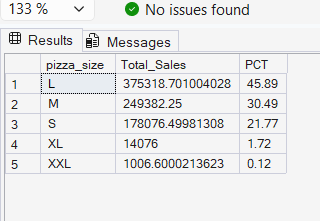 133 %
No issues found
Results Messages
pizza_size Total_Sales PCT
1 L 375318.701004028 45.89
2 M 249382.25 30.49
3 S 178076.49981308 21.77
4 XL 14076 1.72
5 XXL 1006.6000213623 0.12